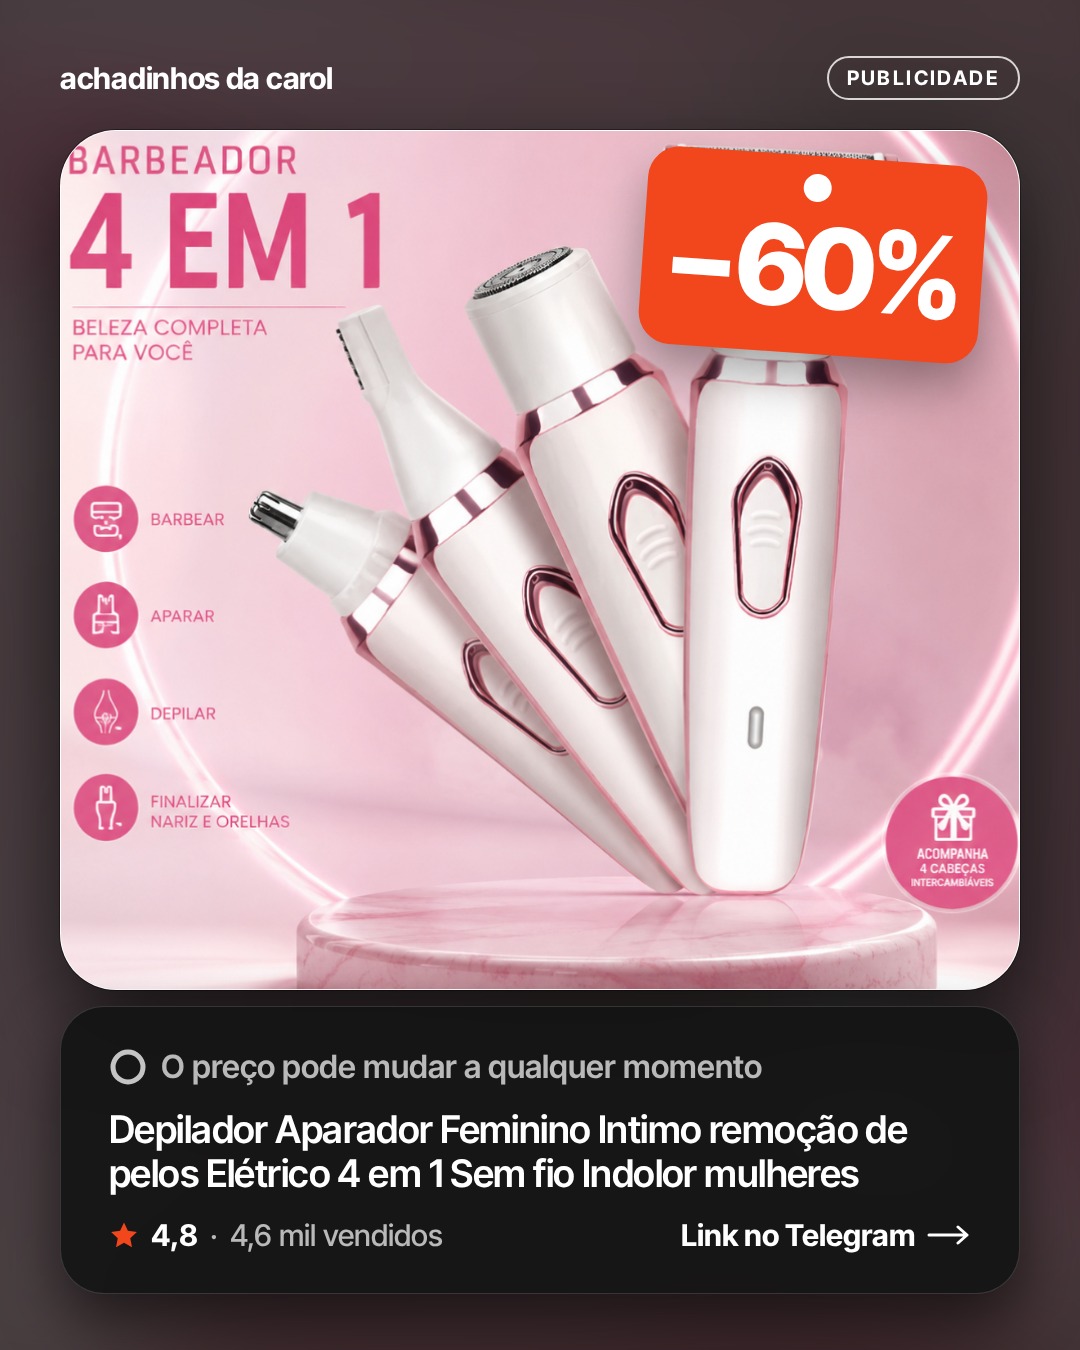 achadinhos da carol
PUBLICIDADE
BARBEADOR
4 EM 1
BELEZA COMPLETA
PARA VOCÊ
-60%
BARBEAR
APARAR
DEPILAR
FINALIZAR
NARIZ E ORELHAS
ACOMPANHA
4 CABEÇAS
INTERCAMBIÁVEIS
O preço pode mudar a qualquer momento
Depilador Aparador Feminino Intimo remoção de
pelos Elétrico 4 em 1 Sem fio Indolor mulheres
4,8 · 4,6 mil vendidos
Link no Telegram →